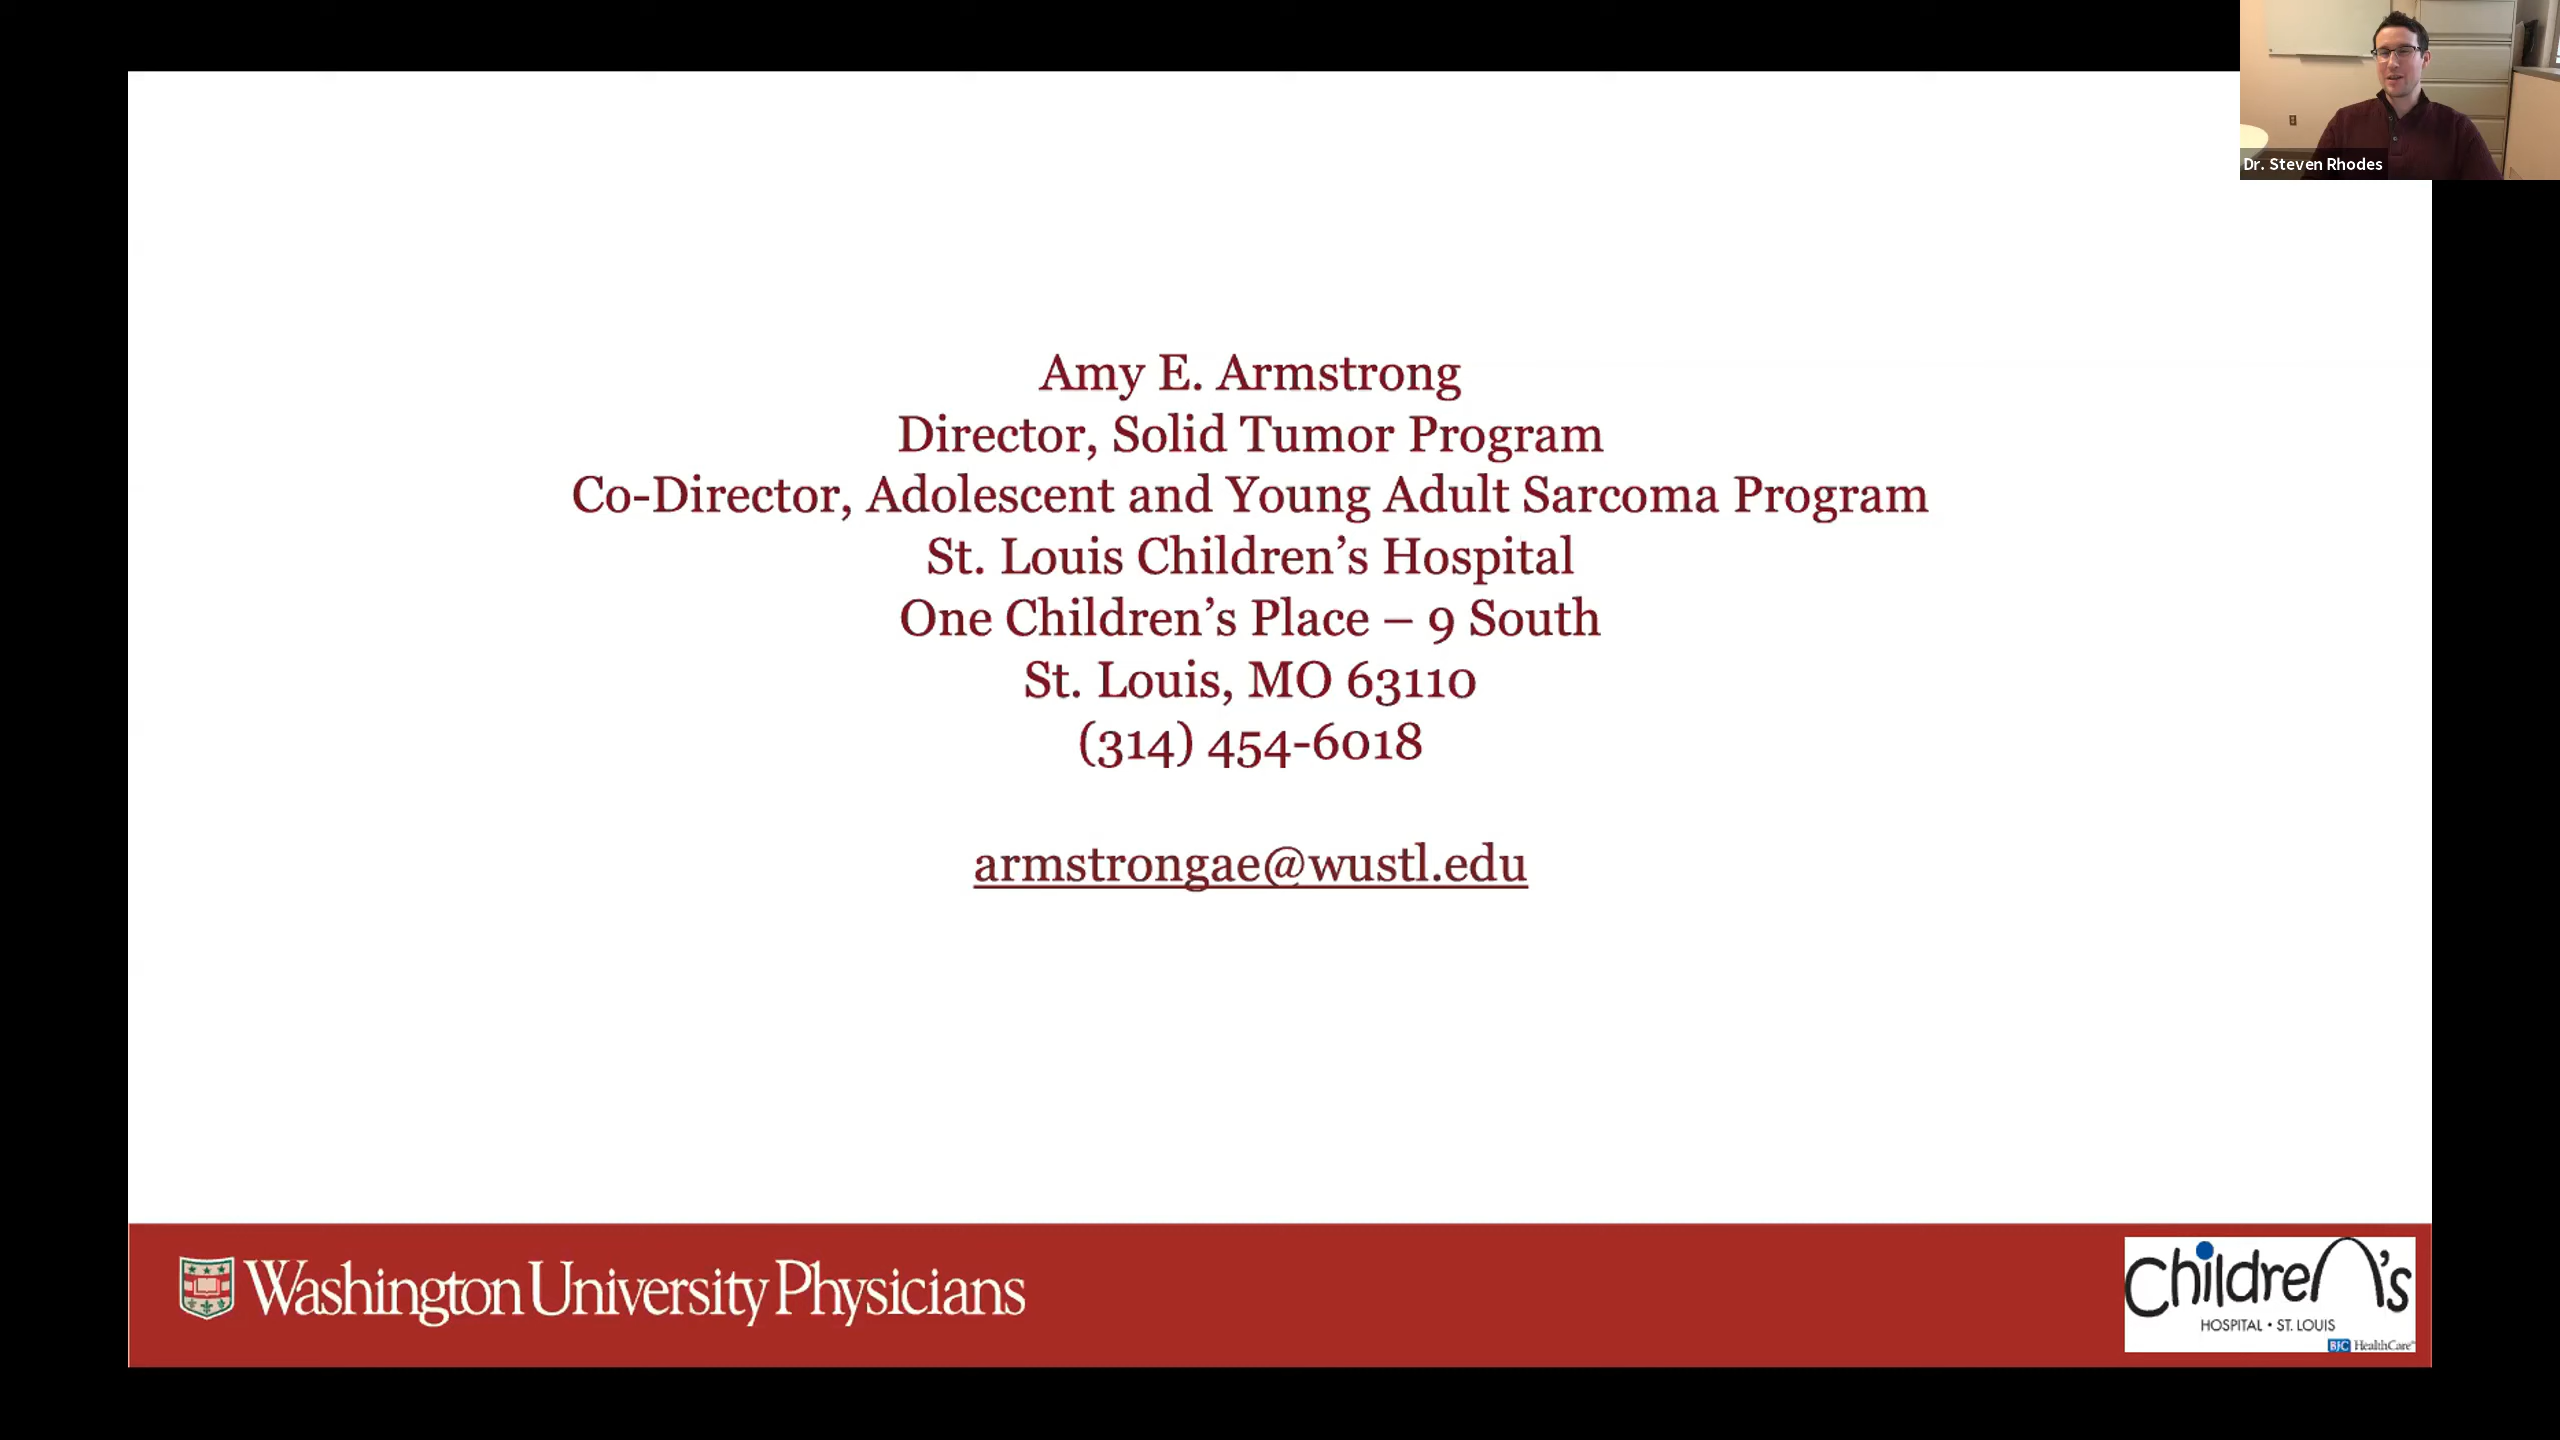 Dr. Steven Rhodes
Amy E. Armstrong
Director, Solid Tumor Program
Co-Director, Adolescent and Young Adult Sarcoma Program
St. Louis Children’s Hospital
One Children’s Place – 9 South
St. Louis, MO 63110
(314) 454-6018
armstrongae@wustl.edu
Washington University Physicians
Children's
HOSPITAL • ST. LOUIS
BJC HealthCare